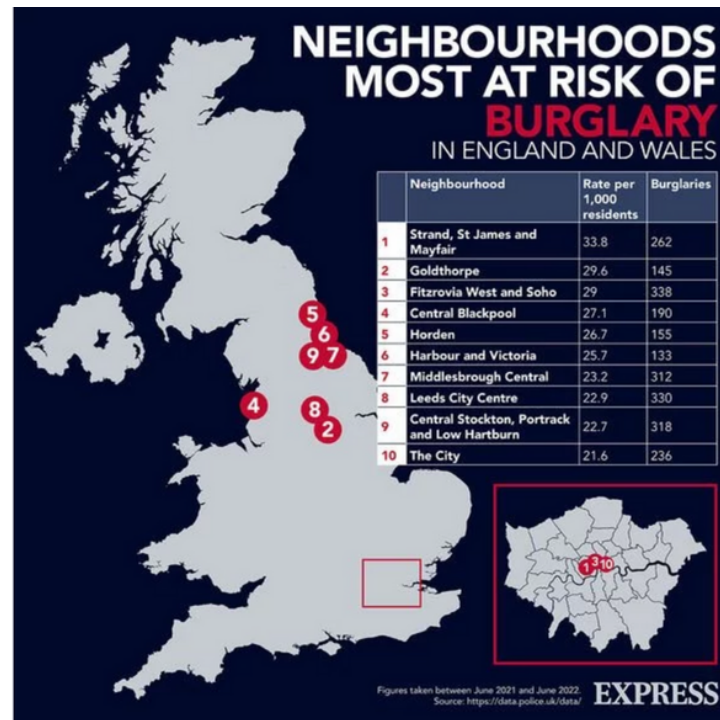 NEIGHBOURHOODS
MOST AT RISK OF
BURGLARY
IN ENGLAND AND WALES
Neighbourhood Rate per 1,000 residents Burglaries
1 Strand, St James and Mayfair 33.8 262
2 Goldthorpe 29.6 145
3 Fitzrovia West and Soho 29 338
4 Central Blackpool 27.1 190
5 Horden 26.7 155
6 Harbour and Victoria 25.7 133
7 Middlesbrough Central 23.2 312
8 Leeds City Centre 22.9 330
9 Central Stockton, Portrack and Low Hartburn 22.7 318
10 The City 21.6 236
5
6
9 7
4
8
2
1 3 10
Figures taken between June 2021 and June 2022.
Source: https://data.police.uk/data/
EXPRESS